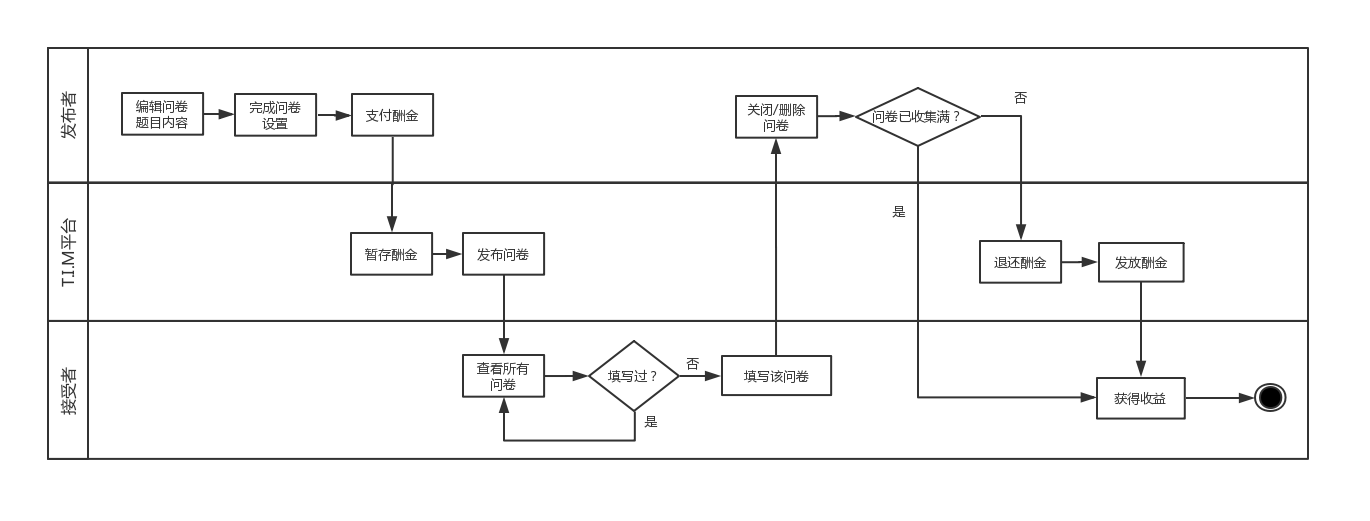 发布者
编辑问卷
题目内容
完成问卷
设置
支付酬金
关闭/删除
问卷
问卷已收集满？
否
是
T.I.M平台
暂存酬金
发布问卷
退还酬金
发放酬金
接受者
查看所有
问卷
填写过？
否
是
填写该问卷
获得收益